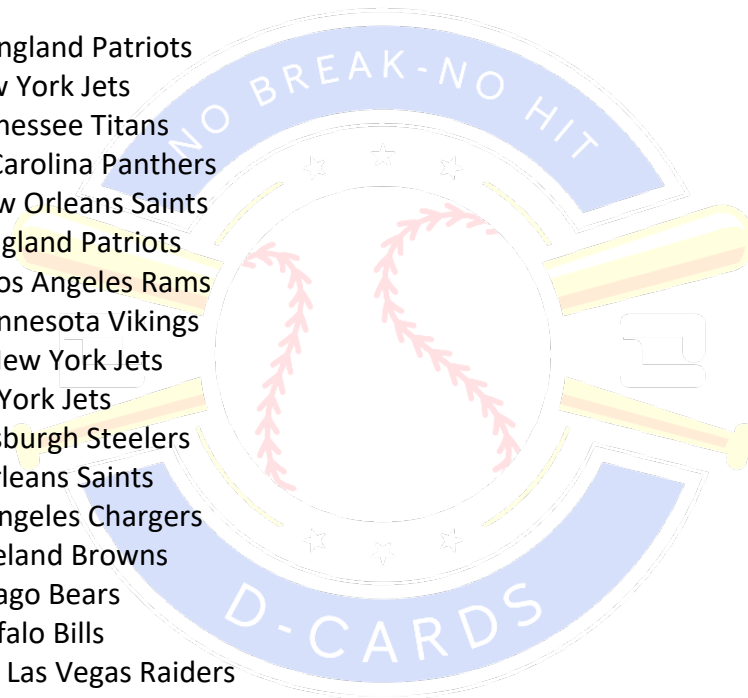 ngland Patriots
w York Jets
nessee Titans
Carolina Panthers
w Orleans Saints
gland Patriots
os Angeles Rams
nnesota Vikings
New York Jets
York Jets
sburgh Steelers
rleans Saints
ngeles Chargers
eland Browns
ago Bears
falo Bills
Las Vegas Raiders
NO BREAK-NO HIT
D-CARDS